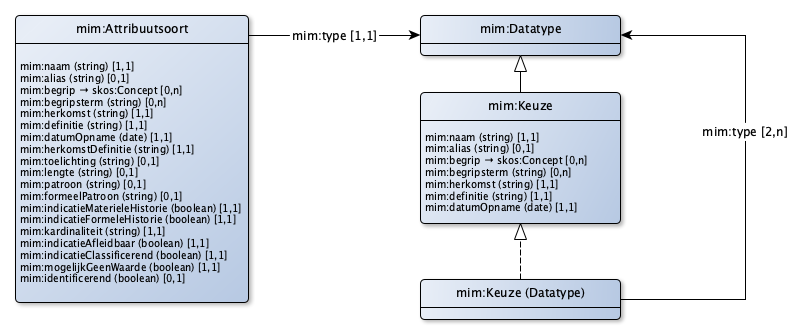 mim:Attribuutsoort
mim:naam (string) [1,1]
mim:alias (string) [0,1]
mim:begrip → skos:Concept [0,n]
mim:begripsterm (string) [0,n]
mim:herkomst (string) [1,1]
mim:definitie (string) [1,1]
mim:datumOpname (date) [1,1]
mim:herkomstDefinitie (string) [1,1]
mim:toelichting (string) [0,1]
mim:lengte (string) [0,1]
mim:patroon (string) [0,1]
mim:formeelPatroon (string) [0,1]
mim:indicatieMaterieleHistorie (boolean) [1,1]
mim:indicatieFormeleHistorie (boolean) [1,1]
mim:kardinaliteit (string) [1,1]
mim:indicatieAfleidbaar (boolean) [1,1]
mim:indicatieClassificerend (boolean) [1,1]
mim:mogelijkGeenWaarde (boolean) [1,1]
mim:identificerend (boolean) [0,1]
mim:type [1,1]
mim:Datatype
mim:Keuze
mim:naam (string) [1,1]
mim:alias (string) [0,1]
mim:begrip → skos:Concept [0,n]
mim:begripsterm (string) [0,n]
mim:herkomst (string) [1,1]
mim:definitie (string) [1,1]
mim:datumOpname (date) [1,1]
mim:type [2,n]
mim:Keuze (Datatype)